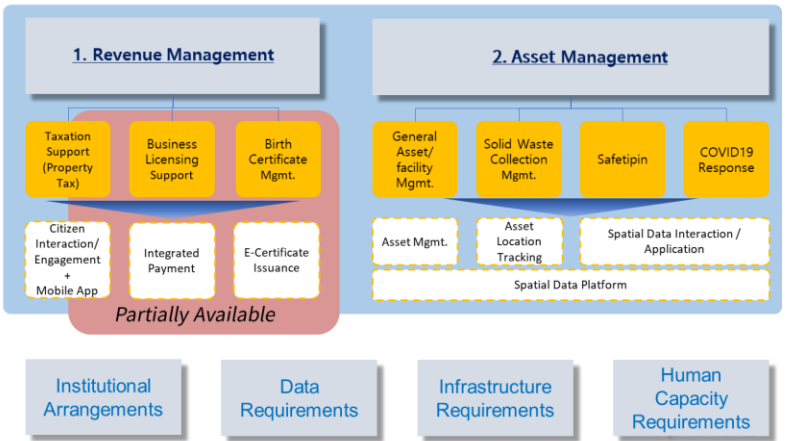 1. Revenue Management
2. Asset Management
Taxation
Support
(Property
Tax)
Business
Licensing
Support
Birth
Certificate
Mgmt.
General
Asset/
facility
Mgmt.
Solid Waste
Collection
Mgmt.
Safetipin
COVID19
Response
Citizen
Interaction/
Engagement
+
Mobile App
Integrated
Payment
E-Certificate
Issuance
Asset Mgmt.
Asset
Location
Tracking
Spatial Data Interaction /
Application
Spatial Data Platform
Partially Available
Institutional
Arrangements
Data
Requirements
Infrastructure
Requirements
Human
Capacity
Requirements